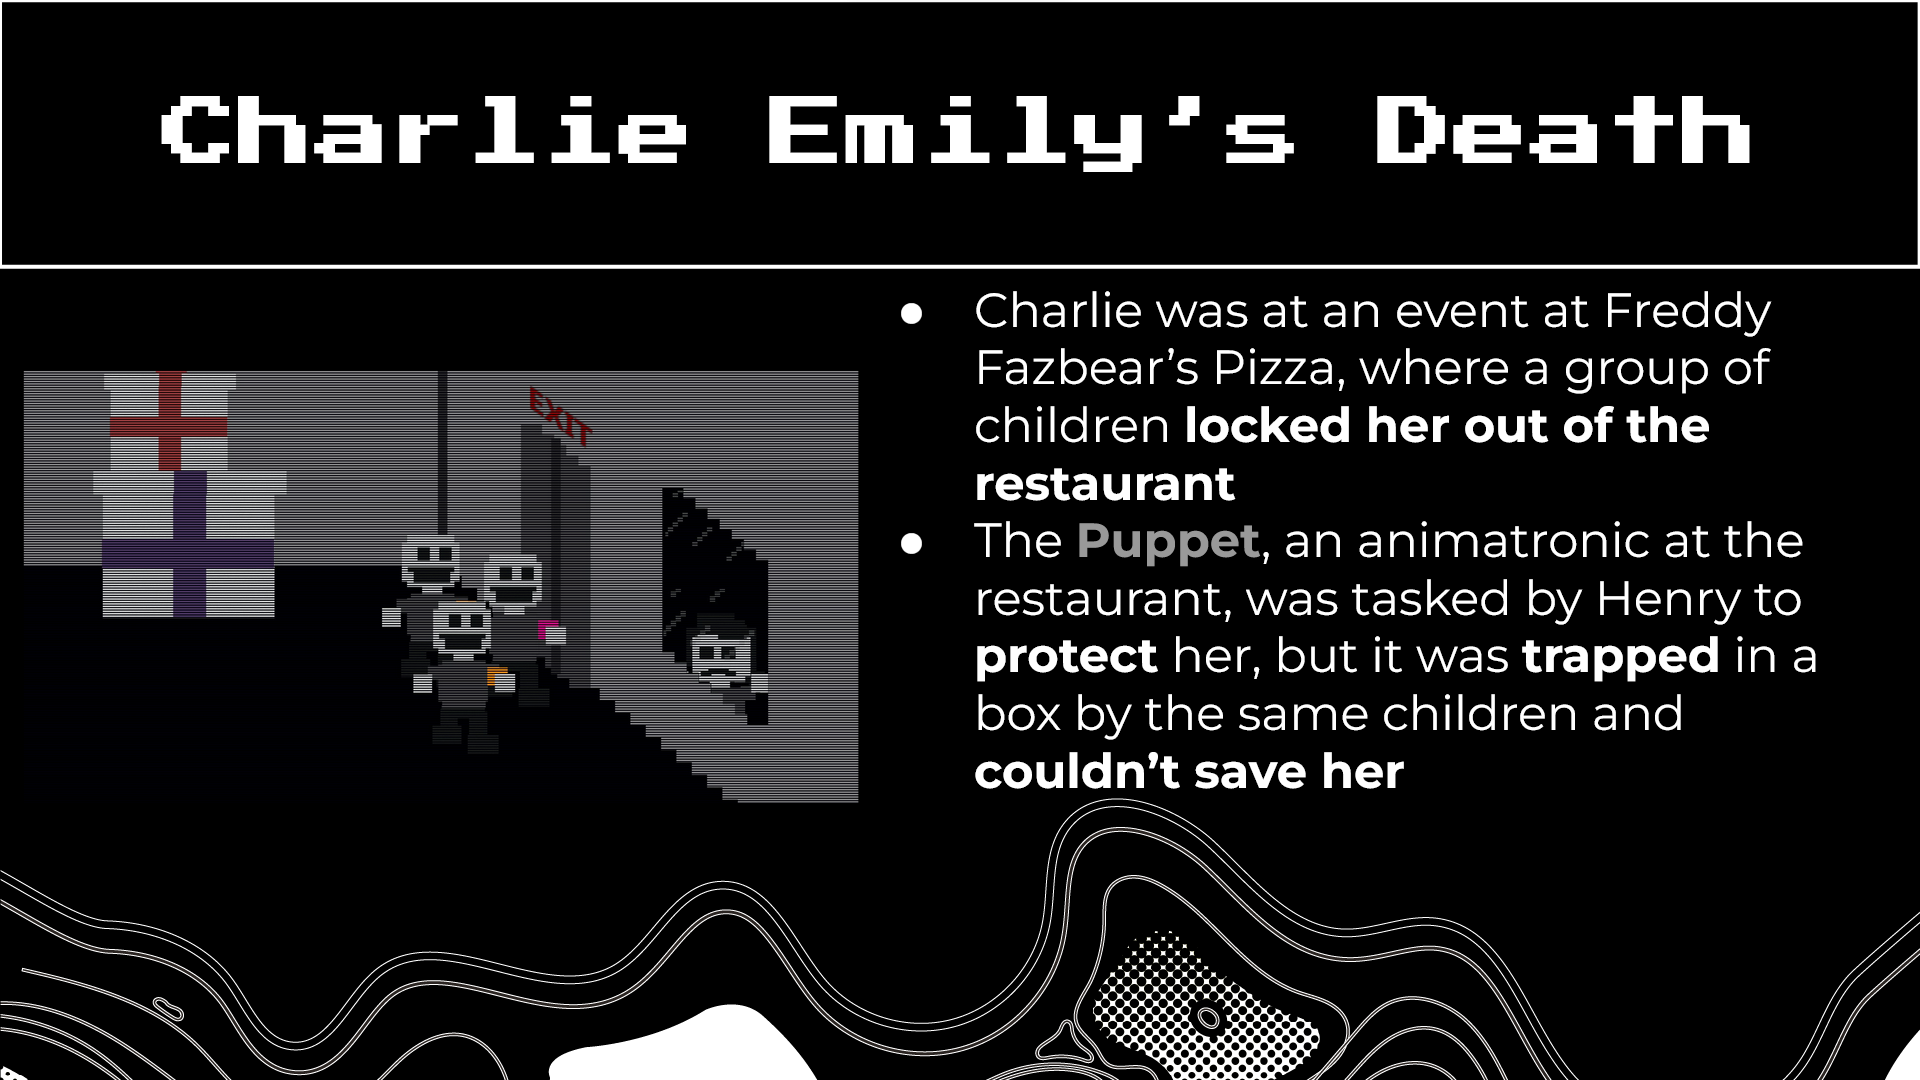 Charlie Emily’s Death
EXIT
● Charlie was at an event at Freddy
Fazbear’s Pizza, where a group of
children locked her out of the
restaurant
● The Puppet, an animatronic at the
restaurant, was tasked by Henry to
protect her, but it was trapped in a
box by the same children and
couldn’t save her